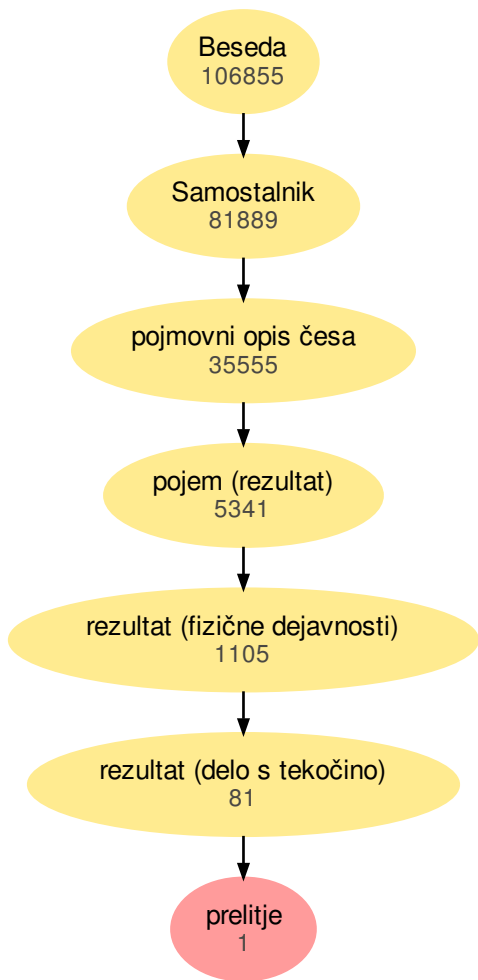 Beseda
106855
Samostalnik
81889
pojmovni opis česa
35555
pojem (rezultat)
5341
rezultat (fizične dejavnosti)
1105
rezultat (delo s tekočino)
81
prelitje
1